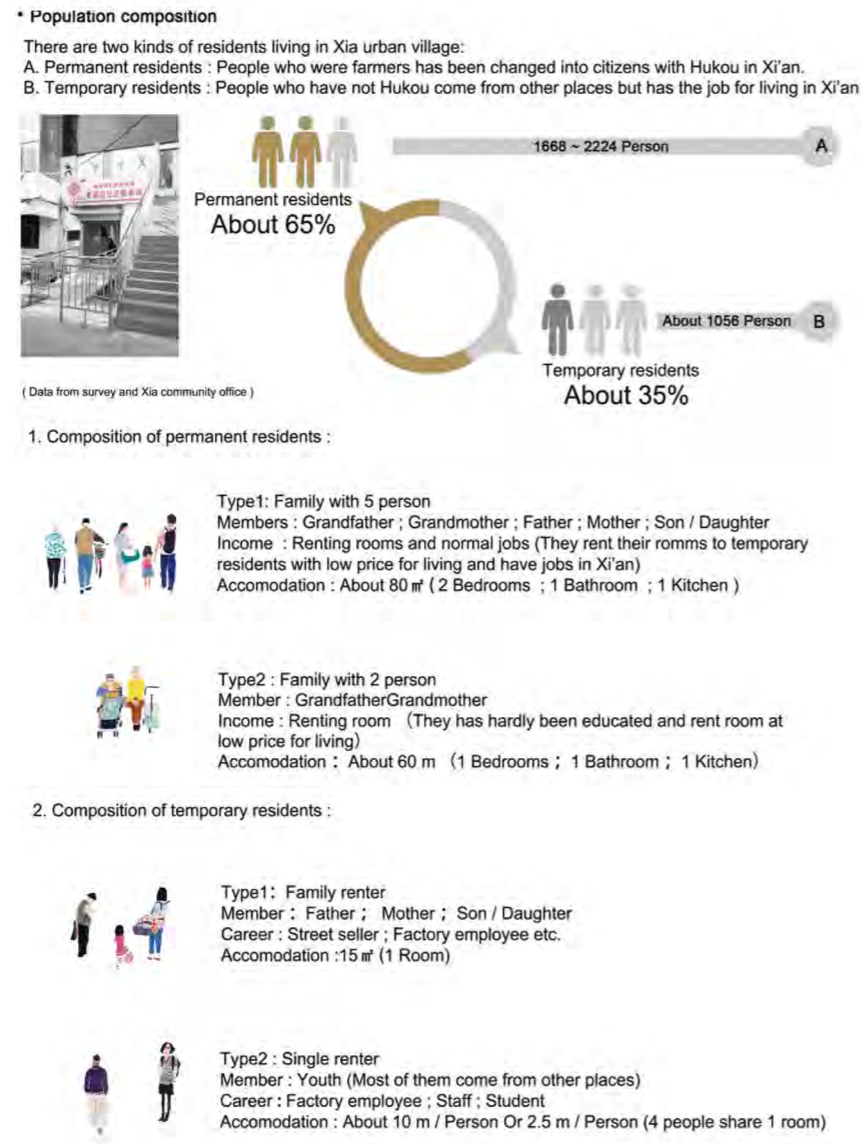 • Population composition
There are two kinds of residents living in Xia urban village:
A. Permanent residents : People who were farmers has been changed into citizens with Hukou in Xi'an.
B. Temporary residents : People who have not Hukou come from other places but has the job for living in Xi'an
1668 ~ 2224 Person
A
Permanent residents
About 65%
About 1056 Person
B
Temporary residents
About 35%
( Data from survey and Xia community office )
1. Composition of permanent residents :
Type1: Family with 5 person
Members : Grandfather ; Grandmother ; Father ; Mother ; Son / Daughter
Income : Renting rooms and normal jobs (They rent their romms to temporary
residents with low price for living and have jobs in Xi'an)
Accomodation : About 80 ㎡ ( 2 Bedrooms ; 1 Bathroom ; 1 Kitchen )
Type2 : Family with 2 person
Member : GrandfatherGrandmother
Income : Renting room （They has hardly been educated and rent room at
low price for living）
Accomodation： About 60 m （1 Bedrooms； 1 Bathroom； 1 Kitchen）
2. Composition of temporary residents :
Type1： Family renter
Member： Father； Mother； Son / Daughter
Career : Street seller ; Factory employee etc.
Accomodation :15 ㎡ (1 Room)
Type2 : Single renter
Member : Youth (Most of them come from other places)
Career : Factory employee ; Staff ; Student
Accomodation : About 10 m / Person Or 2.5 m / Person (4 people share 1 room)